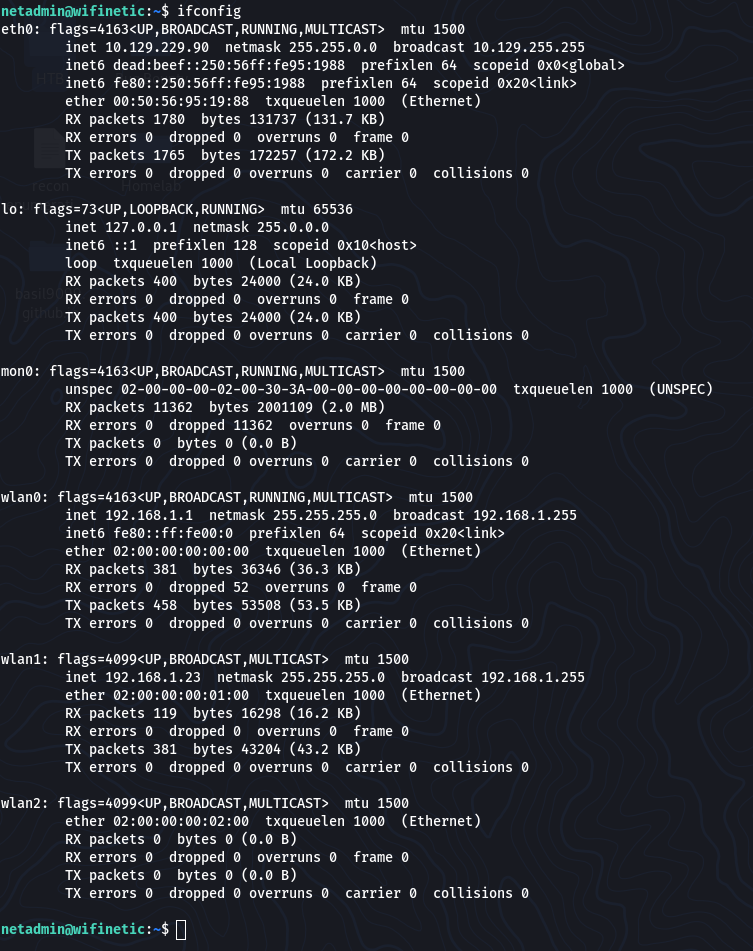 netadmin@wifinetic:~$ ifconfig
eth0: flags=4163<UP,BROADCAST,RUNNING,MULTICAST>  mtu 1500
        inet 10.129.229.90  netmask 255.255.0.0  broadcast 10.129.255.255
        inet6 dead:beef::250:56ff:fe95:1988  prefixlen 64  scopeid 0x0<global>
        inet6 fe80::250:56ff:fe95:1988  prefixlen 64  scopeid 0x20<link>
        ether 00:50:56:95:19:88  txqueuelen 1000  (Ethernet)
        RX packets 1780  bytes 131737 (131.7 KB)
        RX errors 0  dropped 0  overruns 0  frame 0
        TX packets 1765  bytes 172257 (172.2 KB)
        TX errors 0  dropped 0 overruns 0  carrier 0  collisions 0

lo: flags=73<UP,LOOPBACK,RUNNING>  mtu 65536
        inet 127.0.0.1  netmask 255.0.0.0
        inet6 ::1  prefixlen 128  scopeid 0x10<host>
        loop  txqueuelen 1000  (Local Loopback)
        RX packets 400  bytes 24000 (24.0 KB)
        RX errors 0  dropped 0  overruns 0  frame 0
        TX packets 400  bytes 24000 (24.0 KB)
        TX errors 0  dropped 0 overruns 0  carrier 0  collisions 0

mon0: flags=4163<UP,BROADCAST,RUNNING,MULTICAST>  mtu 1500
        unspec 02-00-00-00-02-00-30-3A-00-00-00-00-00-00-00-00  txqueuelen 1000  (UNSPEC)
        RX packets 11362  bytes 2001109 (2.0 MB)
        RX errors 0  dropped 11362  overruns 0  frame 0
        TX packets 0  bytes 0 (0.0 B)
        TX errors 0  dropped 0 overruns 0  carrier 0  collisions 0

wlan0: flags=4163<UP,BROADCAST,RUNNING,MULTICAST>  mtu 1500
        inet 192.168.1.1  netmask 255.255.255.0  broadcast 192.168.1.255
        inet6 fe80::ff:fe00:0  prefixlen 64  scopeid 0x20<link>
        ether 02:00:00:00:00:00  txqueuelen 1000  (Ethernet)
        RX packets 381  bytes 36346 (36.3 KB)
        RX errors 0  dropped 52  overruns 0  frame 0
        TX packets 458  bytes 53508 (53.5 KB)
        TX errors 0  dropped 0 overruns 0  carrier 0  collisions 0

wlan1: flags=4099<UP,BROADCAST,MULTICAST>  mtu 1500
        inet 192.168.1.23  netmask 255.255.255.0  broadcast 192.168.1.255
        ether 02:00:00:00:01:00  txqueuelen 1000  (Ethernet)
        RX packets 119  bytes 16298 (16.2 KB)
        RX errors 0  dropped 0  overruns 0  frame 0
        TX packets 381  bytes 43204 (43.2 KB)
        TX errors 0  dropped 0 overruns 0  carrier 0  collisions 0

wlan2: flags=4099<UP,BROADCAST,MULTICAST>  mtu 1500
        ether 02:00:00:00:02:00  txqueuelen 1000  (Ethernet)
        RX packets 0  bytes 0 (0.0 B)
        RX errors 0  dropped 0  overruns 0  frame 0
        TX packets 0  bytes 0 (0.0 B)
        TX errors 0  dropped 0 overruns 0  carrier 0  collisions 0

netadmin@wifinetic:~$
recon
Homelab